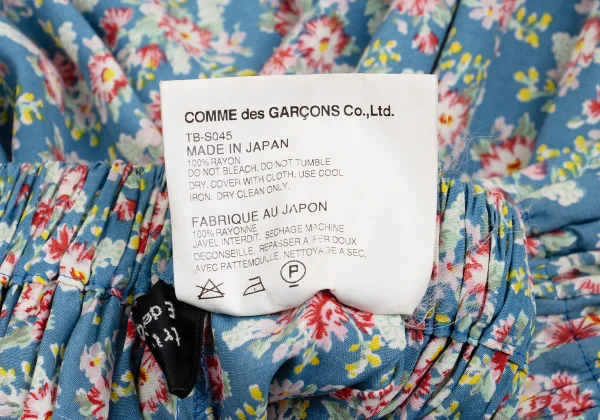 COMME des GARÇONS Co.,Ltd.
TB-S045
MADE IN JAPAN
100% RAYON
DO NOT BLEACH. DO NOT TUMBLE
DRY. COVER WITH CLOTH. USE COOL
IRON. DRY CLEAN ONLY.
FABRIQUE AU JAPON
100% RAYONNE
JAVEL INTERDIT. SECHAGE MACHINE
DECONSEILLE. REPASSER A FER DOUX
AVEC PATTEMOUILLE. NETTOYAGE A SEC.
P
tri